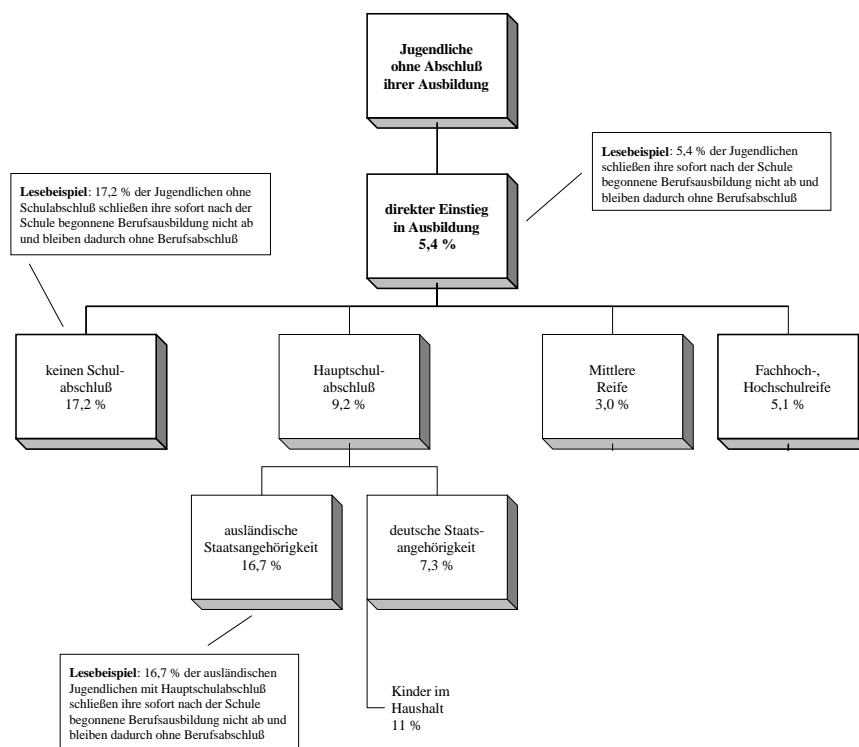 Jugendliche
ohne Abschluß
ihrer Ausbildung
Lesebeispiel: 5,4 % der Jugendlichen
schließen ihre sofort nach der Schule
begonnene Berufsausbildung nicht ab und
bleiben dadurch ohne Berufsabschluß
Lesebeispiel: 17,2 % der Jugendlichen ohne
Schulabschluß schließen ihre sofort nach der
Schule begonnene Berufsausbildung nicht ab
und bleiben dadurch ohne Berufsabschluß
direkter Einstieg
in Ausbildung
5,4 %
keinen Schul-
abschluß
17,2 %
Hauptschul-
abschluß
9,2 %
Mittlere
Reife
3,0 %
Fachhoch-,
Hochschulreife
5,1 %
ausländische
Staatsangehörigkeit
16,7 %
deutsche Staats-
angehörigkeit
7,3 %
Lesebeispiel: 16,7 % der ausländischen
Jugendlichen mit Hauptschulabschluß
schließen ihre sofort nach der Schule
begonnene Berufsausbildung nicht ab und
bleiben dadurch ohne Berufsabschluß
Kinder im
Haushalt
11 %